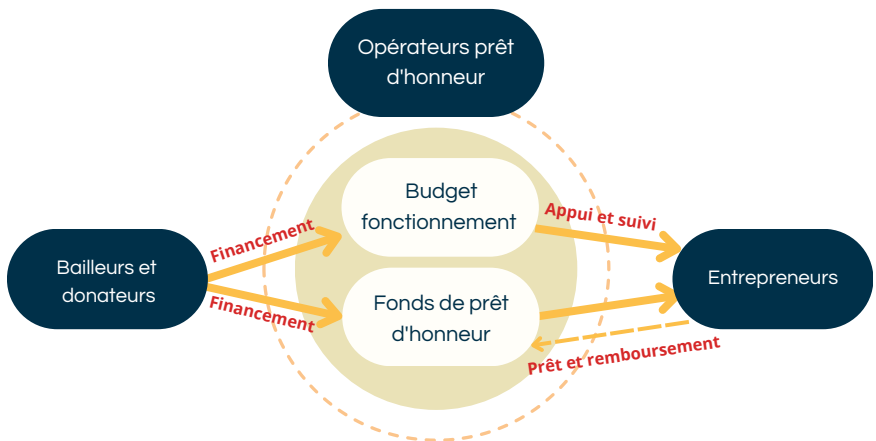 Opérateurs prêt
d'honneur
Budget
fonctionnement
Appui et suivi
Financement
Bailleurs et
donateurs
Entrepreneurs
Financement
Fonds de prêt
d'honneur
Prêt et remboursement